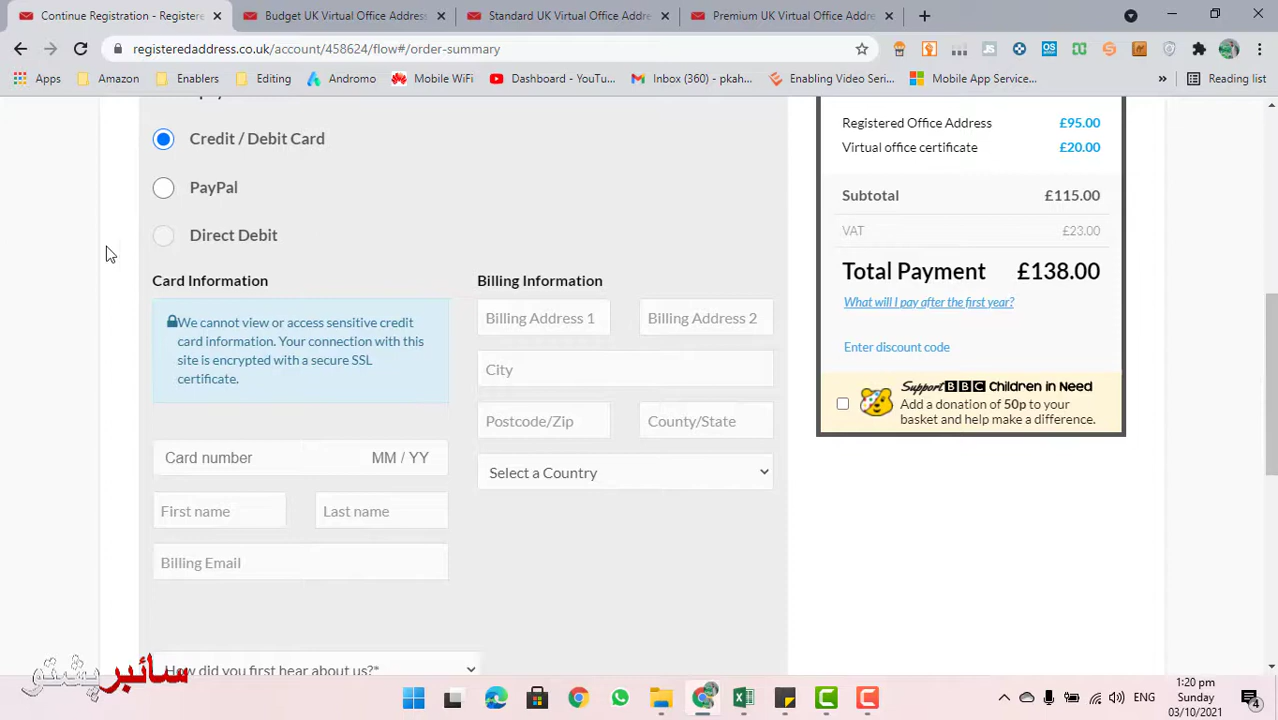 Continue Registration - Registere
Budget UK Virtual Office Address
Standard UK Virtual Office Addre
Premium UK Virtual Office Addre
registeredaddress.co.uk/account/458624/flow#/order-summary
Apps
Amazon
Enablers
Editing
Andromo
Mobile WiFi
Dashboard - YouTu...
Inbox (360) - pkah...
Enabling Video Seri...
Mobile App Service...
»
Reading list
Credit / Debit Card
PayPal
Direct Debit
Card Information
We cannot view or access sensitive credit
card information. Your connection with this
site is encrypted with a secure SSL
certificate.
Card number MM / YY
First name
Last name
Billing Email
How did you first hear about us?*
Billing Information
Billing Address 1
Billing Address 2
City
Postcode/Zip
County/State
Select a Country
Registered Office Address £95.00
Virtual office certificate £20.00
Subtotal £115.00
VAT £23.00
Total Payment £138.00
What will I pay after the first year?
Enter discount code
Support BBC Children in Need
Add a donation of 50p to your
basket and help make a difference.
سائبر پښتو
ENG
1:20 pm
Sunday
03/10/2021
4